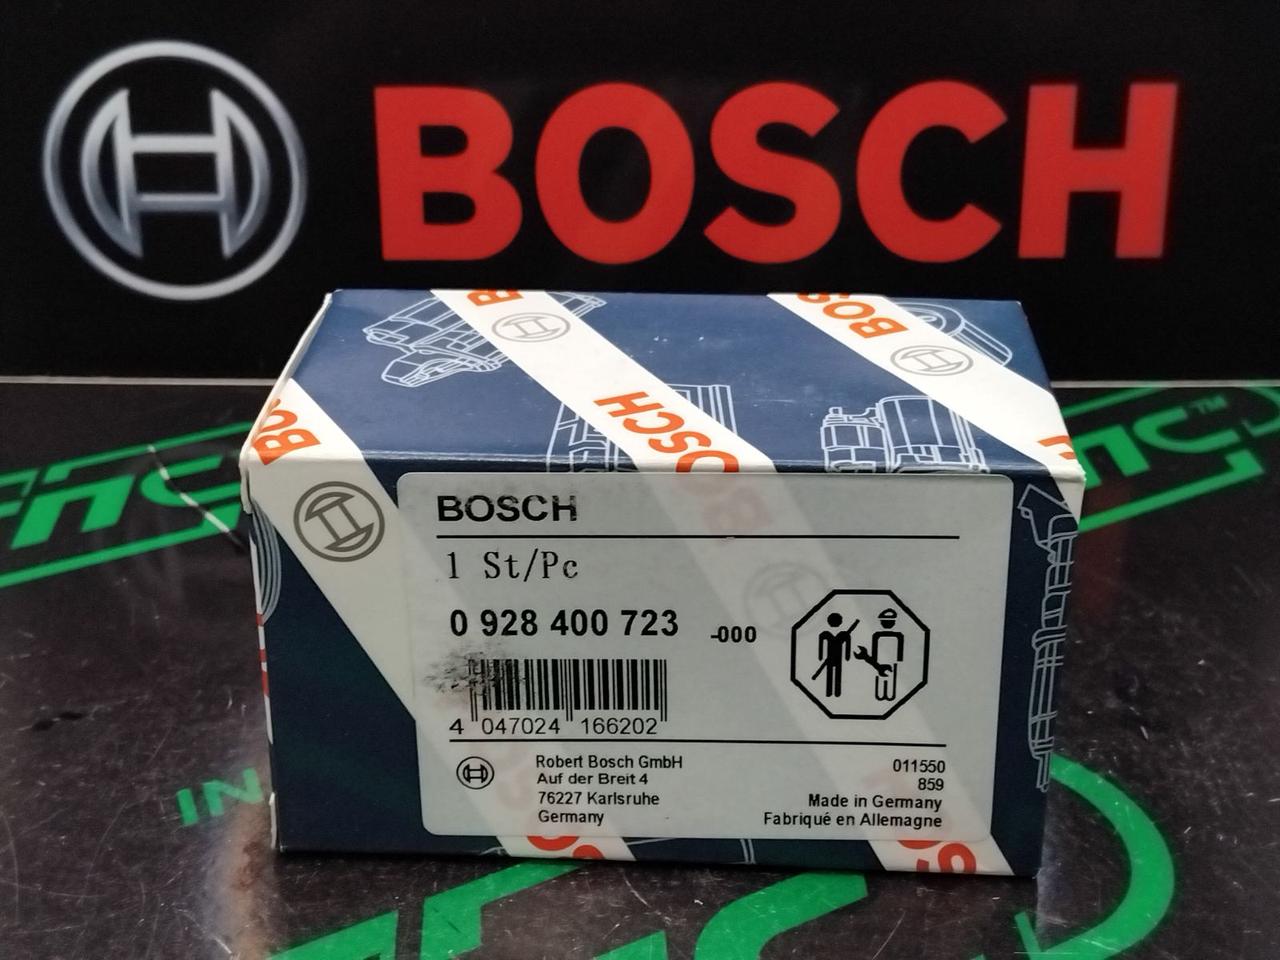 BOSCH
BOSCH
BOSCH
BOSCH
1 St/Pc
0 928 400 723 -000
4 047024 166202
Robert Bosch GmbH
Auf der Breit 4
76227 Karlsruhe
Germany
011550
859
Made in Germany
Fabriqué en Allemagne